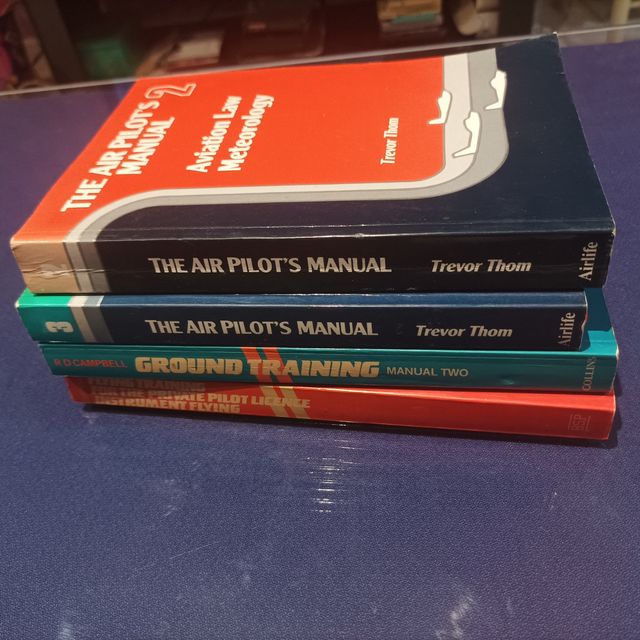 THE AIR PILOT'S
MANUAL 2
Aviation Law
Meteorology
Trevor Thom
THE AIR PILOT'S MANUAL Trevor Thom Airlife
3 THE AIR PILOT'S MANUAL Trevor Thom Airlife
R D CAMPBELL GROUND TRAINING MANUAL TWO COLLINS
FLYING TRAINING
PRIVATE PILOT LICENCE
INSTRUMENT FLYING
BSP